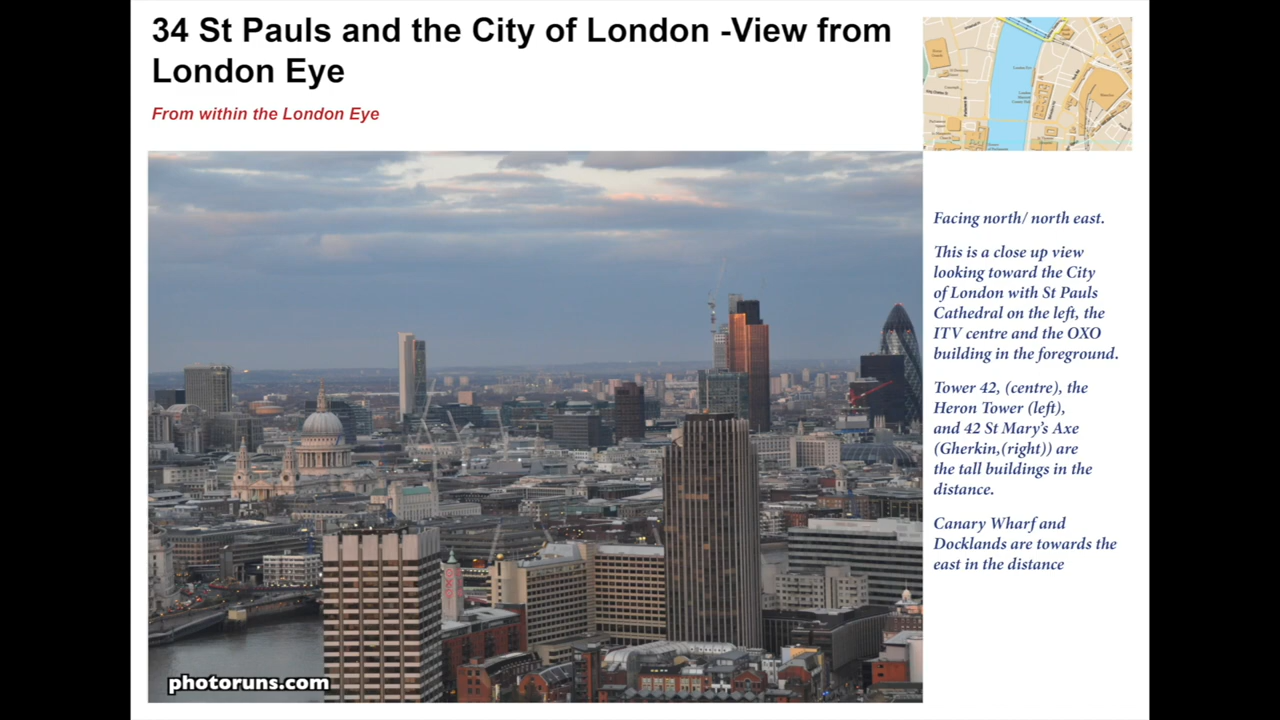 34 St Pauls and the City of London -View from
London Eye
From within the London Eye
Facing north/ north east.
This is a close up view
looking toward the City
of London with St Pauls
Cathedral on the left, the
ITV centre and the OXO
building in the foreground.
Tower 42, (centre), the
Heron Tower (left),
and 42 St Mary's Axe
(Gherkin,(right)) are
the tall buildings in the
distance.
Canary Wharf and
Docklands are towards the
east in the distance
photoruns.com